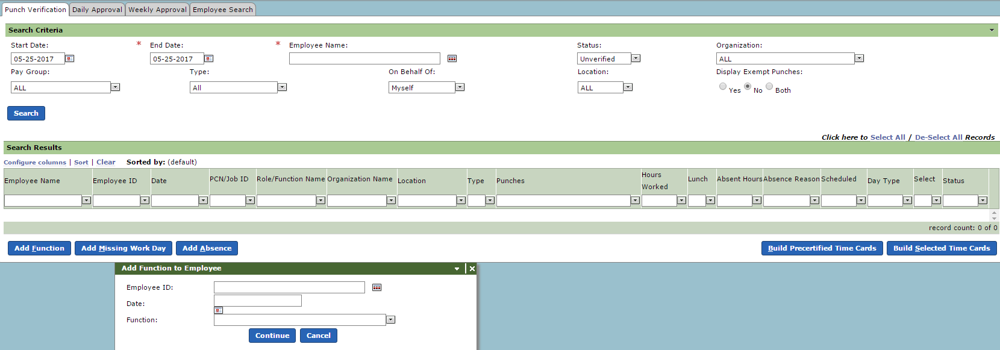 Punch Verification Daily Approval Weekly Approval Employee Search
Search Criteria
Start Date: * End Date: * Employee Name: Status: Organization:
05-25-2017 05-25-2017 Unverified ALL
Pay Group: Type: On Behalf Of: Location: Display Exempt Punches:
ALL All Myself ALL Yes No Both
Search
Click here to Select All / De-Select All Records
Search Results
Configure columns | Sort | Clear Sorted by: (default)
Employee Name Employee ID Date PCN/Job ID Role/Function Name Organization Name Location Type Punches Hours Worked Lunch Absent Hours Absence Reason Scheduled Day Type Select Status
record count: 0 of 0
Add Function Add Missing Work Day Add Absence Build Precertified Time Cards Build Selected Time Cards
Add Function to Employee
Employee ID:
Date:
Function:
Continue Cancel